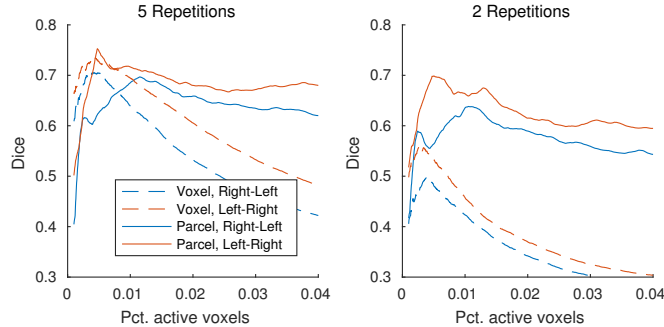 5 Repetitions
0.8
0.7
0.6
0.5
0.4
0.3
Dice
Voxel, Right-Left
Voxel, Left-Right
Parcel, Right-Left
Parcel, Left-Right
0 0.01 0.02 0.03 0.04
Pct. active voxels
2 Repetitions
0.8
0.7
0.6
0.5
0.4
0.3
Dice
0 0.01 0.02 0.03 0.04
Pct. active voxels